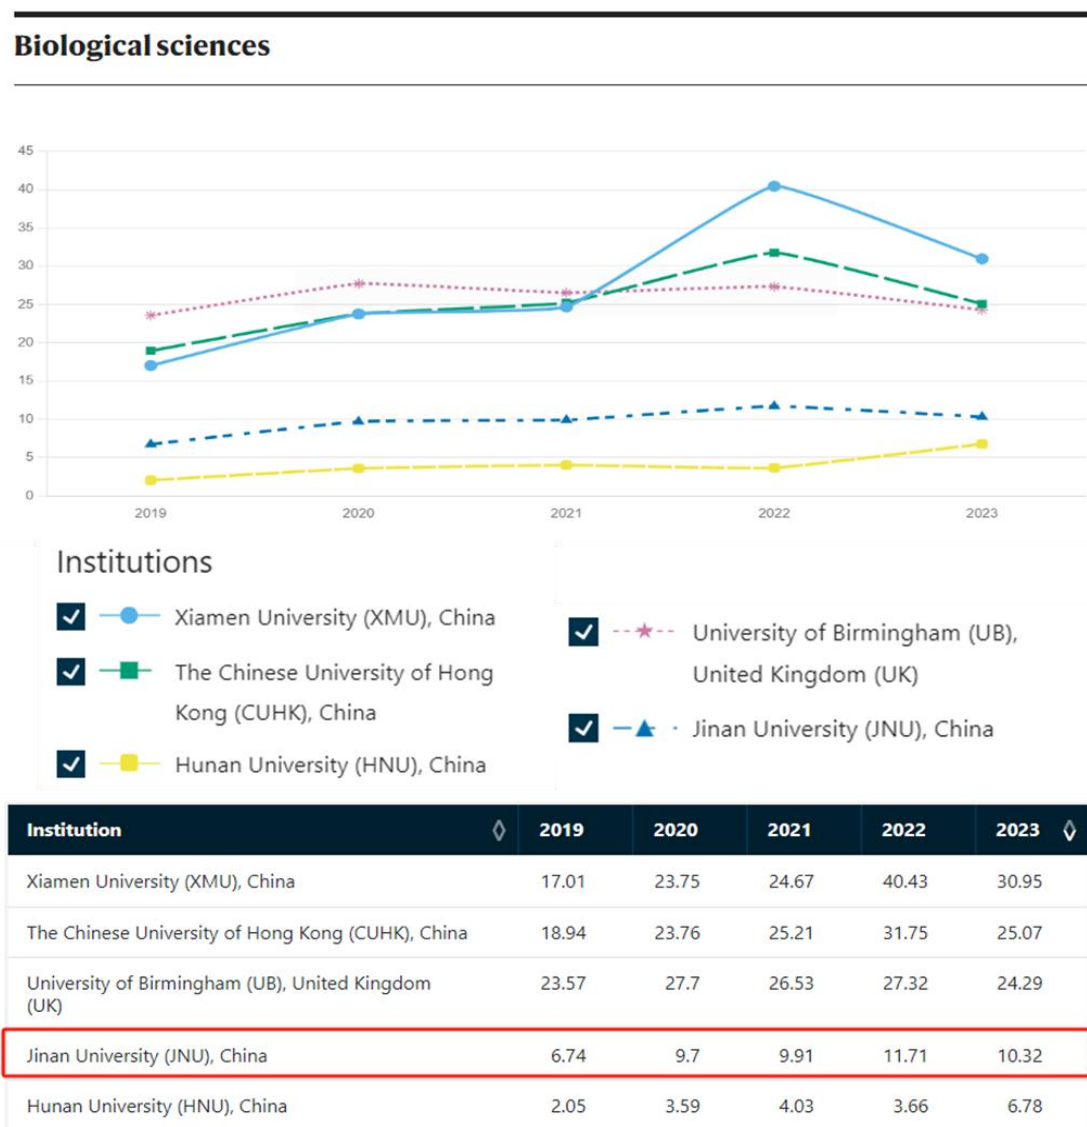 Biological sciences
45
40
35
30
25
20
15
10
5
0
2019 2020 2021 2022 2023
Institutions
Xiamen University (XMU), China
The Chinese University of Hong
Kong (CUHK), China
Hunan University (HNU), China
University of Birmingham (UB),
United Kingdom (UK)
Jinan University (JNU), China
Institution 2019 2020 2021 2022 2023
Xiamen University (XMU), China 17.01 23.75 24.67 40.43 30.95
The Chinese University of Hong Kong (CUHK), China 18.94 23.76 25.21 31.75 25.07
University of Birmingham (UB), United Kingdom 23.57 27.7 26.53 27.32 24.29
(UK)
Jinan University (JNU), China 6.74 9.7 9.91 11.71 10.32
Hunan University (HNU), China 2.05 3.59 4.03 3.66 6.78